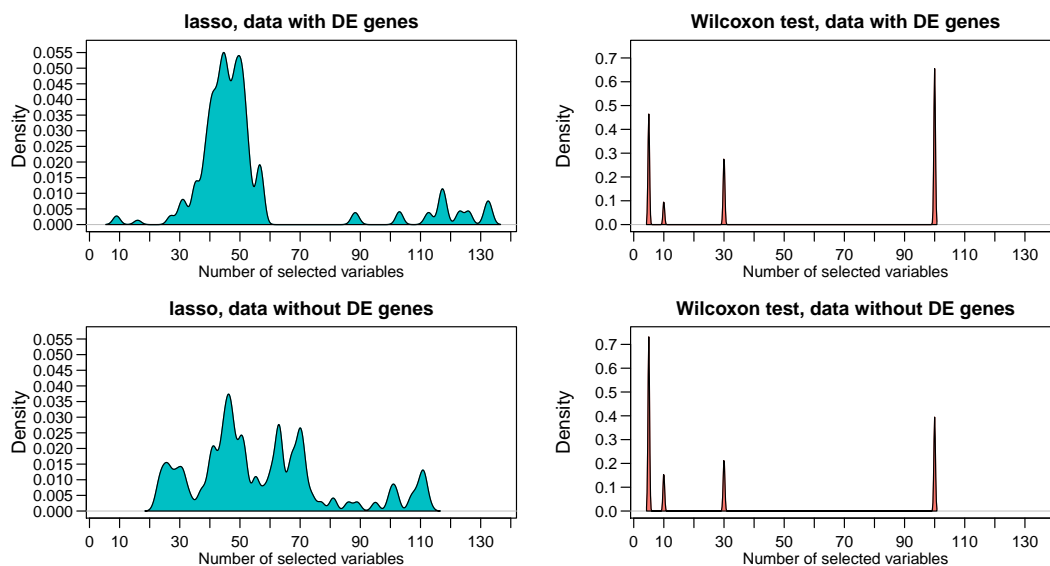 lasso, data with DE genes
Density
0.055
0.050
0.045
0.040
0.035
0.030
0.025
0.020
0.015
0.010
0.005
0.000
0 10 30 50 70 90 110 130
Number of selected variables
Wilcoxon test, data with DE genes
Density
0.7
0.6
0.5
0.4
0.3
0.2
0.1
0.0
0 10 30 50 70 90 110 130
Number of selected variables
lasso, data without DE genes
Density
0.055
0.050
0.045
0.040
0.035
0.030
0.025
0.020
0.015
0.010
0.005
0.000
0 10 30 50 70 90 110 130
Number of selected variables
Wilcoxon test, data without DE genes
Density
0.7
0.6
0.5
0.4
0.3
0.2
0.1
0.0
0 10 30 50 70 90 110 130
Number of selected variables